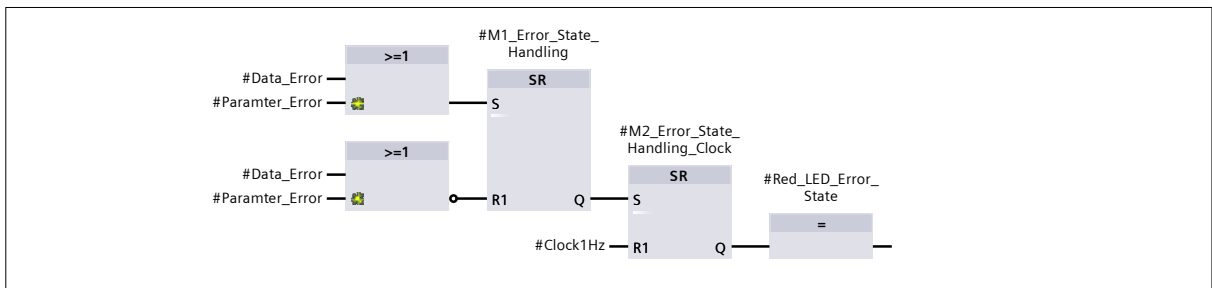 #M1_Error_State_
Handling
>=1
SR
#Data_Error
#Paramter_Error
S
>=1
#Data_Error
#Paramter_Error
R1
Q
#M2_Error_State_
Handling_Clock
SR
S
#Clock1Hz
R1
Q
#Red_LED_Error_
State
=